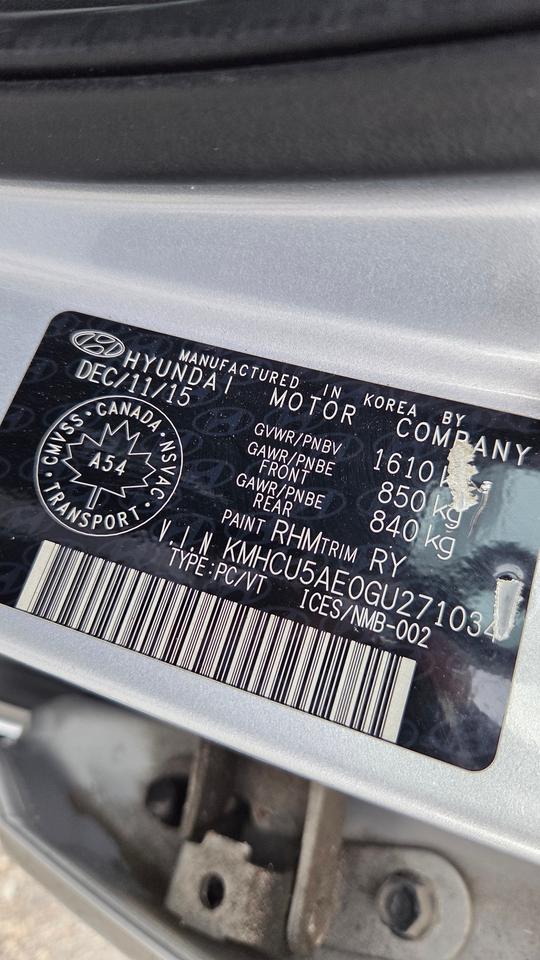 MANUFACTURED IN KOREA BY
HYUNDAI MOTOR COMPANY
DEC/11/15
GVWR/PNBV 1610
GAWR/PNBE FRONT 850 kg
GAWR/PNBE REAR 840 kg
PAINT RHM TRIM RY
V.I.N KMHCU5AE0GU271034
TYPE:PC/VT ICES/NMB-002
CMVSS · CANADA · NSVAC · TRANSPORT ·
A54